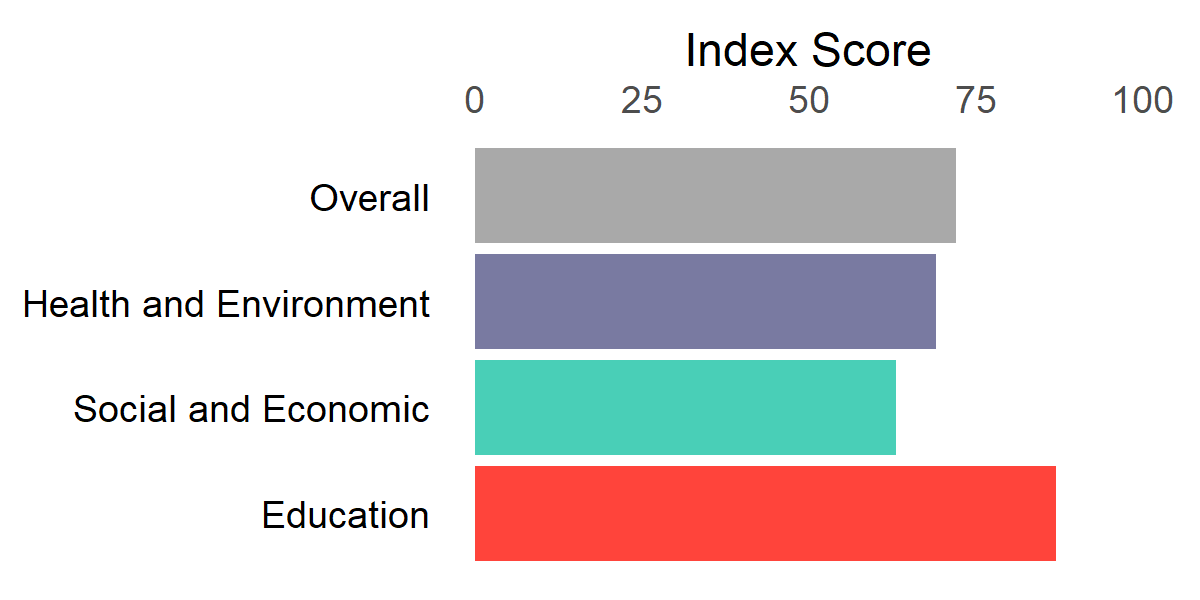 Index Score
0 25 50 75 100
Overall
Health and Environment
Social and Economic
Education